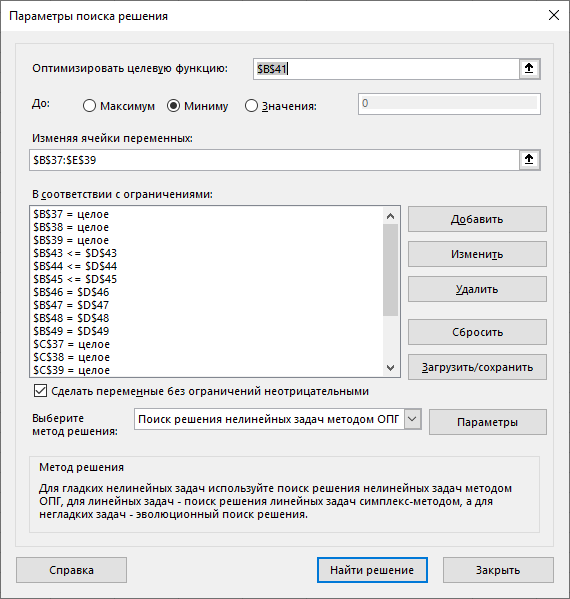 Параметры поиска решения
Оптимизировать целевую функцию: $B$41
До: Максимум Миниму Значения: 0
Изменяя ячейки переменных:
$B$37:$E$39
В соответствии с ограничениями:
$B$37 = целое
$B$38 = целое
$B$39 = целое
$B$43 <= $D$43
$B$44 <= $D$44
$B$45 <= $D$45
$B$46 = $D$46
$B$47 = $D$47
$B$48 = $D$48
$B$49 = $D$49
$C$37 = целое
$C$38 = целое
$C$39 = целое
Добавить
Изменить
Удалить
Сбросить
Загрузить/сохранить
Сделать переменные без ограничений неотрицательными
Выберите
метод решения:
Поиск решения нелинейных задач методом ОПГ
Параметры
Метод решения
Для гладких нелинейных задач используйте поиск решения нелинейных задач методом
ОПГ, для линейных задач - поиск решения линейных задач симплекс-методом, а для
негладких задач - эволюционный поиск решения.
Справка Найти решение Закрыть